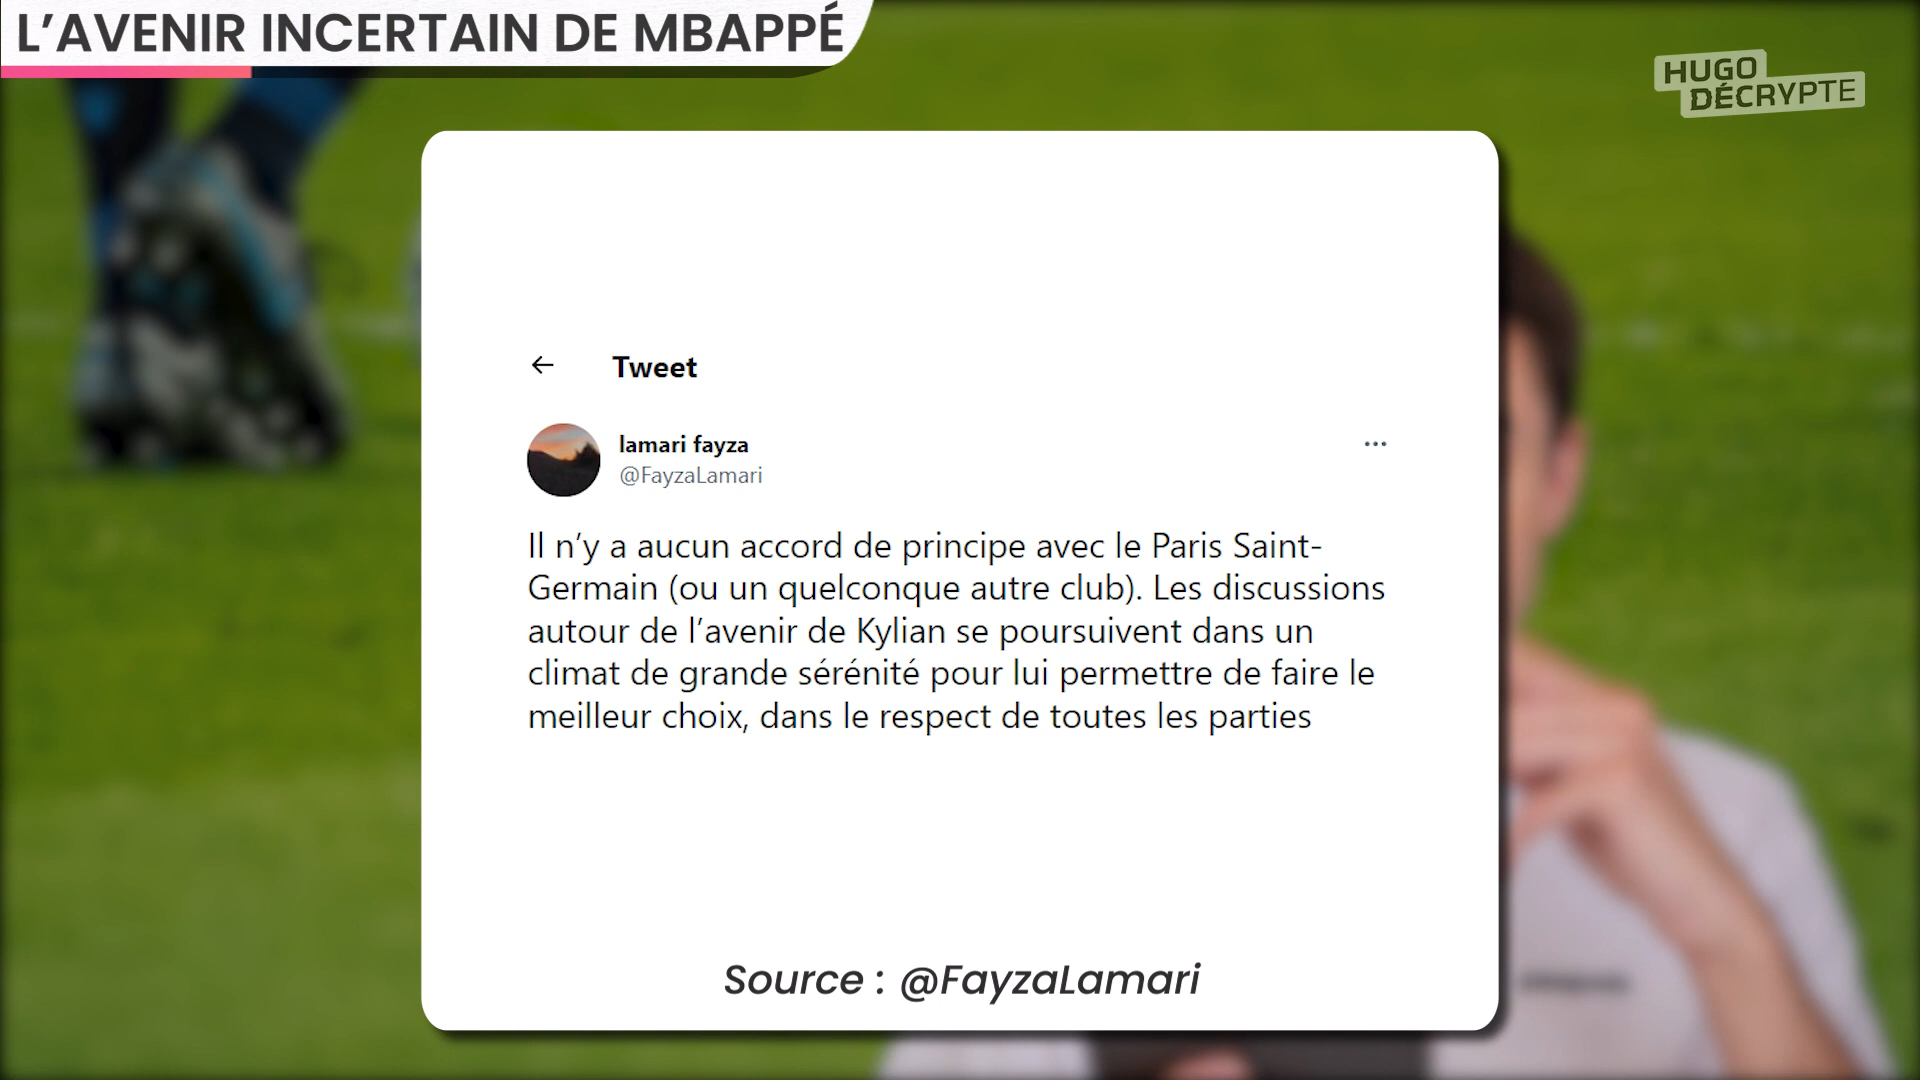 L'AVENIR INCERTAIN DE MBAPPÉ
HUGO
DÉCRYPTE
Tweet
lamari fayza
@FayzaLamari
Il n'y a aucun accord de principe avec le Paris Saint-
Germain (ou un quelconque autre club). Les discussions
autour de l'avenir de Kylian se poursuivent dans un
climat de grande sérénité pour lui permettre de faire le
meilleur choix, dans le respect de toutes les parties
Source : @FayzaLamari